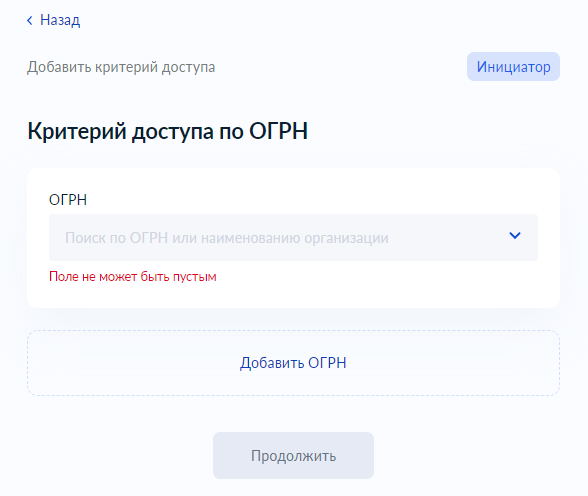 Назад
Добавить критерий доступа
Инициатор
Критерий доступа по ОГРН
ОГРН
Поиск по ОГРН или наименованию организации
Поле не может быть пустым
Добавить ОГРН
Продолжить